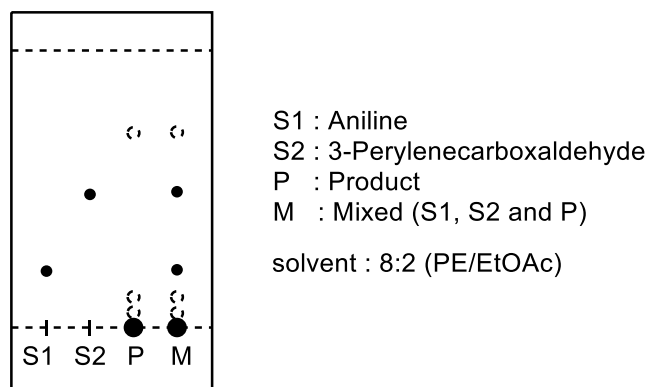 S1 : Aniline
S2 : 3-Perylenecarboxaldehyde
P : Product
M : Mixed (S1, S2 and P)
solvent : 8:2 (PE/EtOAc)
S1 S2 P M